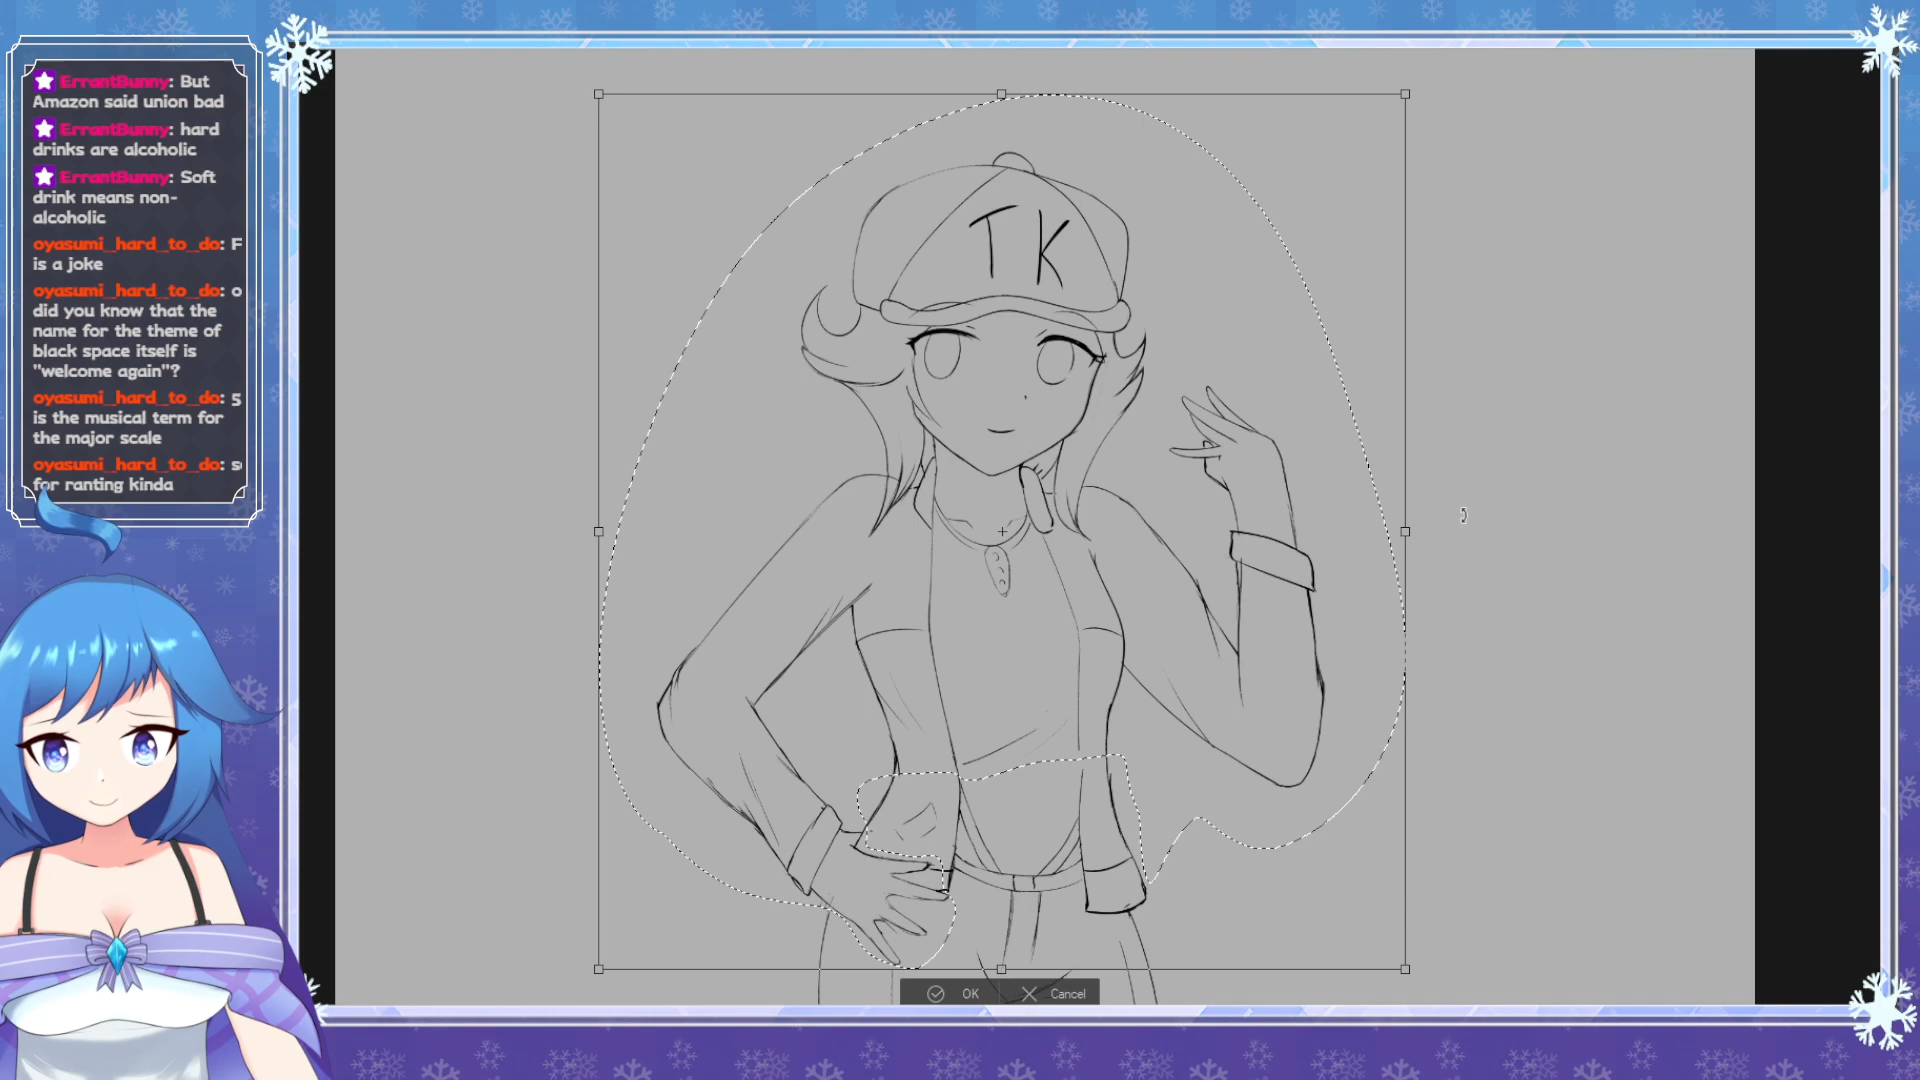 ErrantBunny: But
Amazon said union bad
ErrantBunny: hard
drinks are alcoholic
ErrantBunny: Soft
drink means non-
alcoholic
oyasumi_hard_to_do: F
is a joke
oyasumi_hard_to_do: o
did you know that the
name for the theme of
black space itself is
"welcome again"?
oyasumi_hard_to_do: 5
is the musical term for
the major scale
oyasumi_hard_to_do: s
for ranting kinda
T K
OK
Cancel